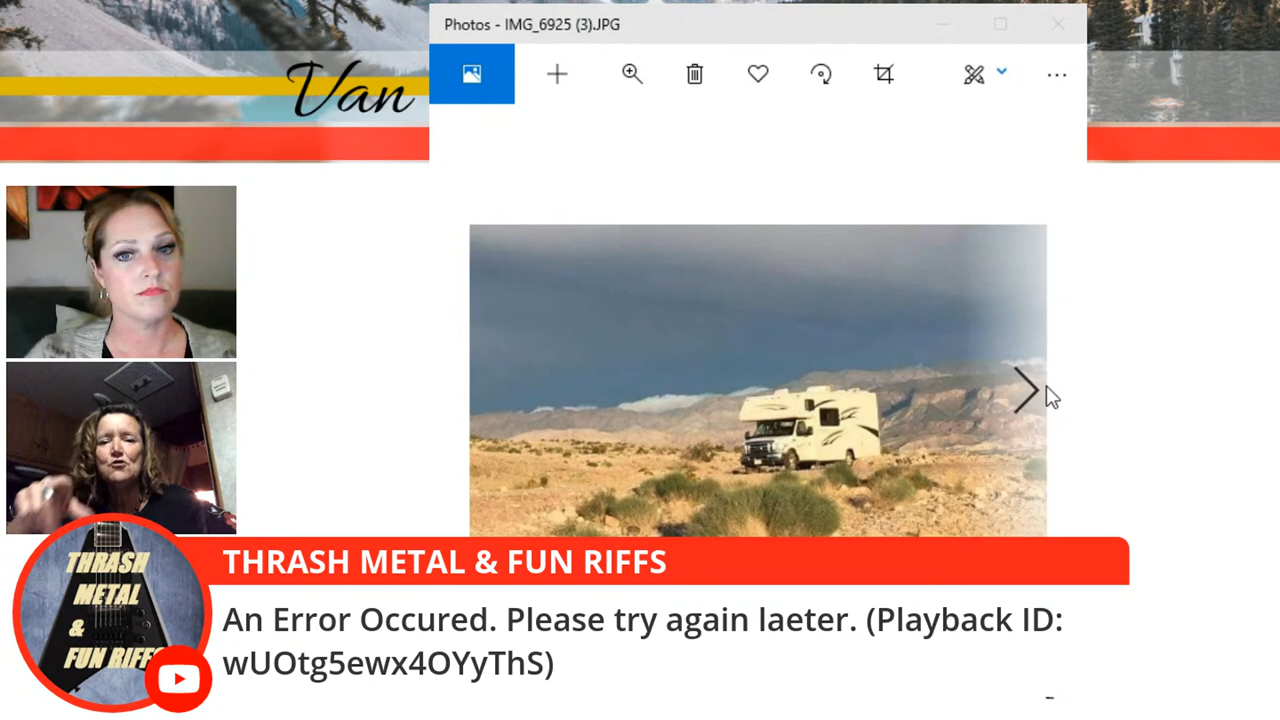 Photos - IMG_6925 (3).JPG
Van
THRASH METAL & FUN RIFFS
THRASH
METAL
&
FUN RIFFS
An Error Occured. Please try again laeter. (Playback ID:
wUOtg5ewx4OYyThS)